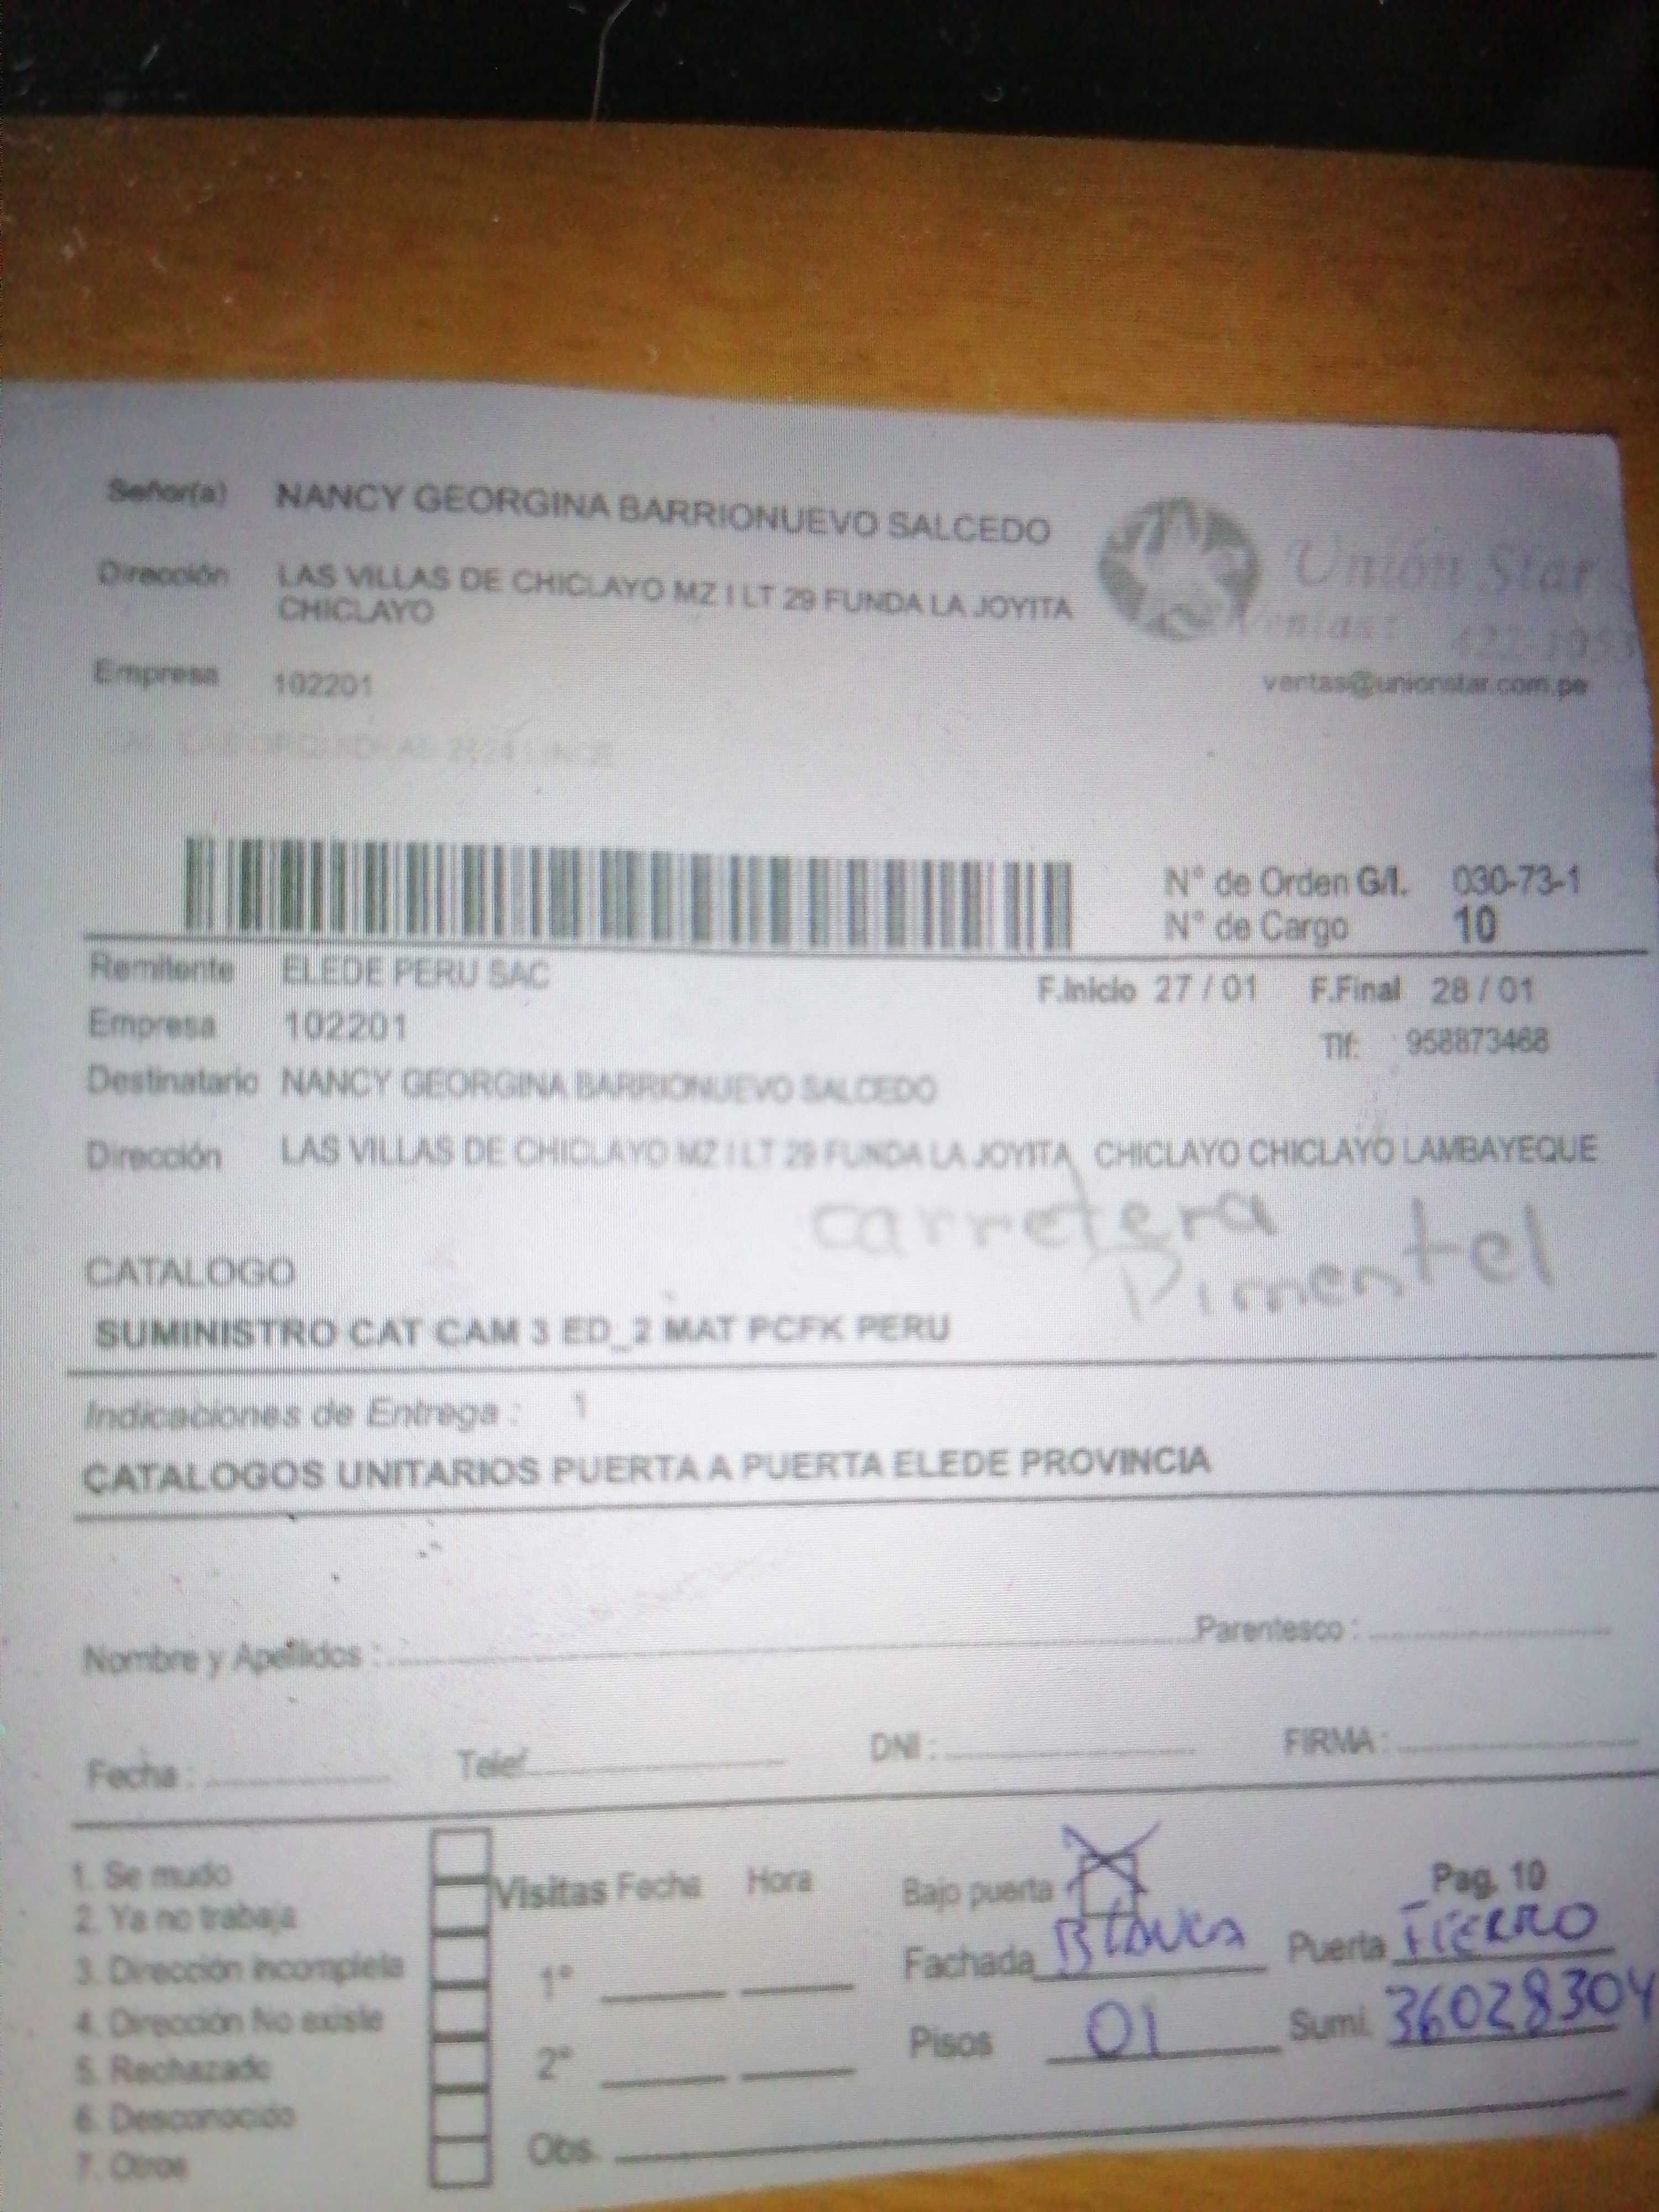 Señor(a) NANCY GEORGINA BARRIONUEVO SALCEDO
Dirección LAS VILLAS DE CHICLAYO MZ I LT 29 FUNDA LA JOYITA
CHICLAYO
Unión Star
Ventas: 422-1053
Empresa 102201
ventas@unionstar.com.pe
N° de Orden G/I. 030-73-1
N° de Cargo 10
Remitente ELEDE PERU SAC
F.Inicio 27 / 01 F.Final 28 / 01
Empresa 102201
Tlf: 958873468
Destinatario NANCY GEORGINA BARRIONUEVO SALCEDO
Dirección LAS VILLAS DE CHICLAYO MZ I LT 29 FUNDA LA JOYITA CHICLAYO CHICLAYO LAMBAYEQUE
carretera
Pimentel
CATALOGO
SUMINISTRO CAT CAM 3 ED_2 MAT PCFK PERU
Indicaciones de Entrega : 1
CATALOGOS UNITARIOS PUERTA A PUERTA ELEDE PROVINCIA
Nombre y Apellidos : Parentesco :
Fecha : Telef. DNI : FIRMA :
1. Se mudo
2. Ya no trabaja
3. Dirección incompleta
4. Dirección No existe
5. Rechazado
6. Desconocido
7. Otros
Visitas Fecha Hora
1°
2°
Obs.
Bajo puerta X
Pag. 10
Fachada Blanca Puerta FIERRO
Pisos 01 Sumi. 36028304